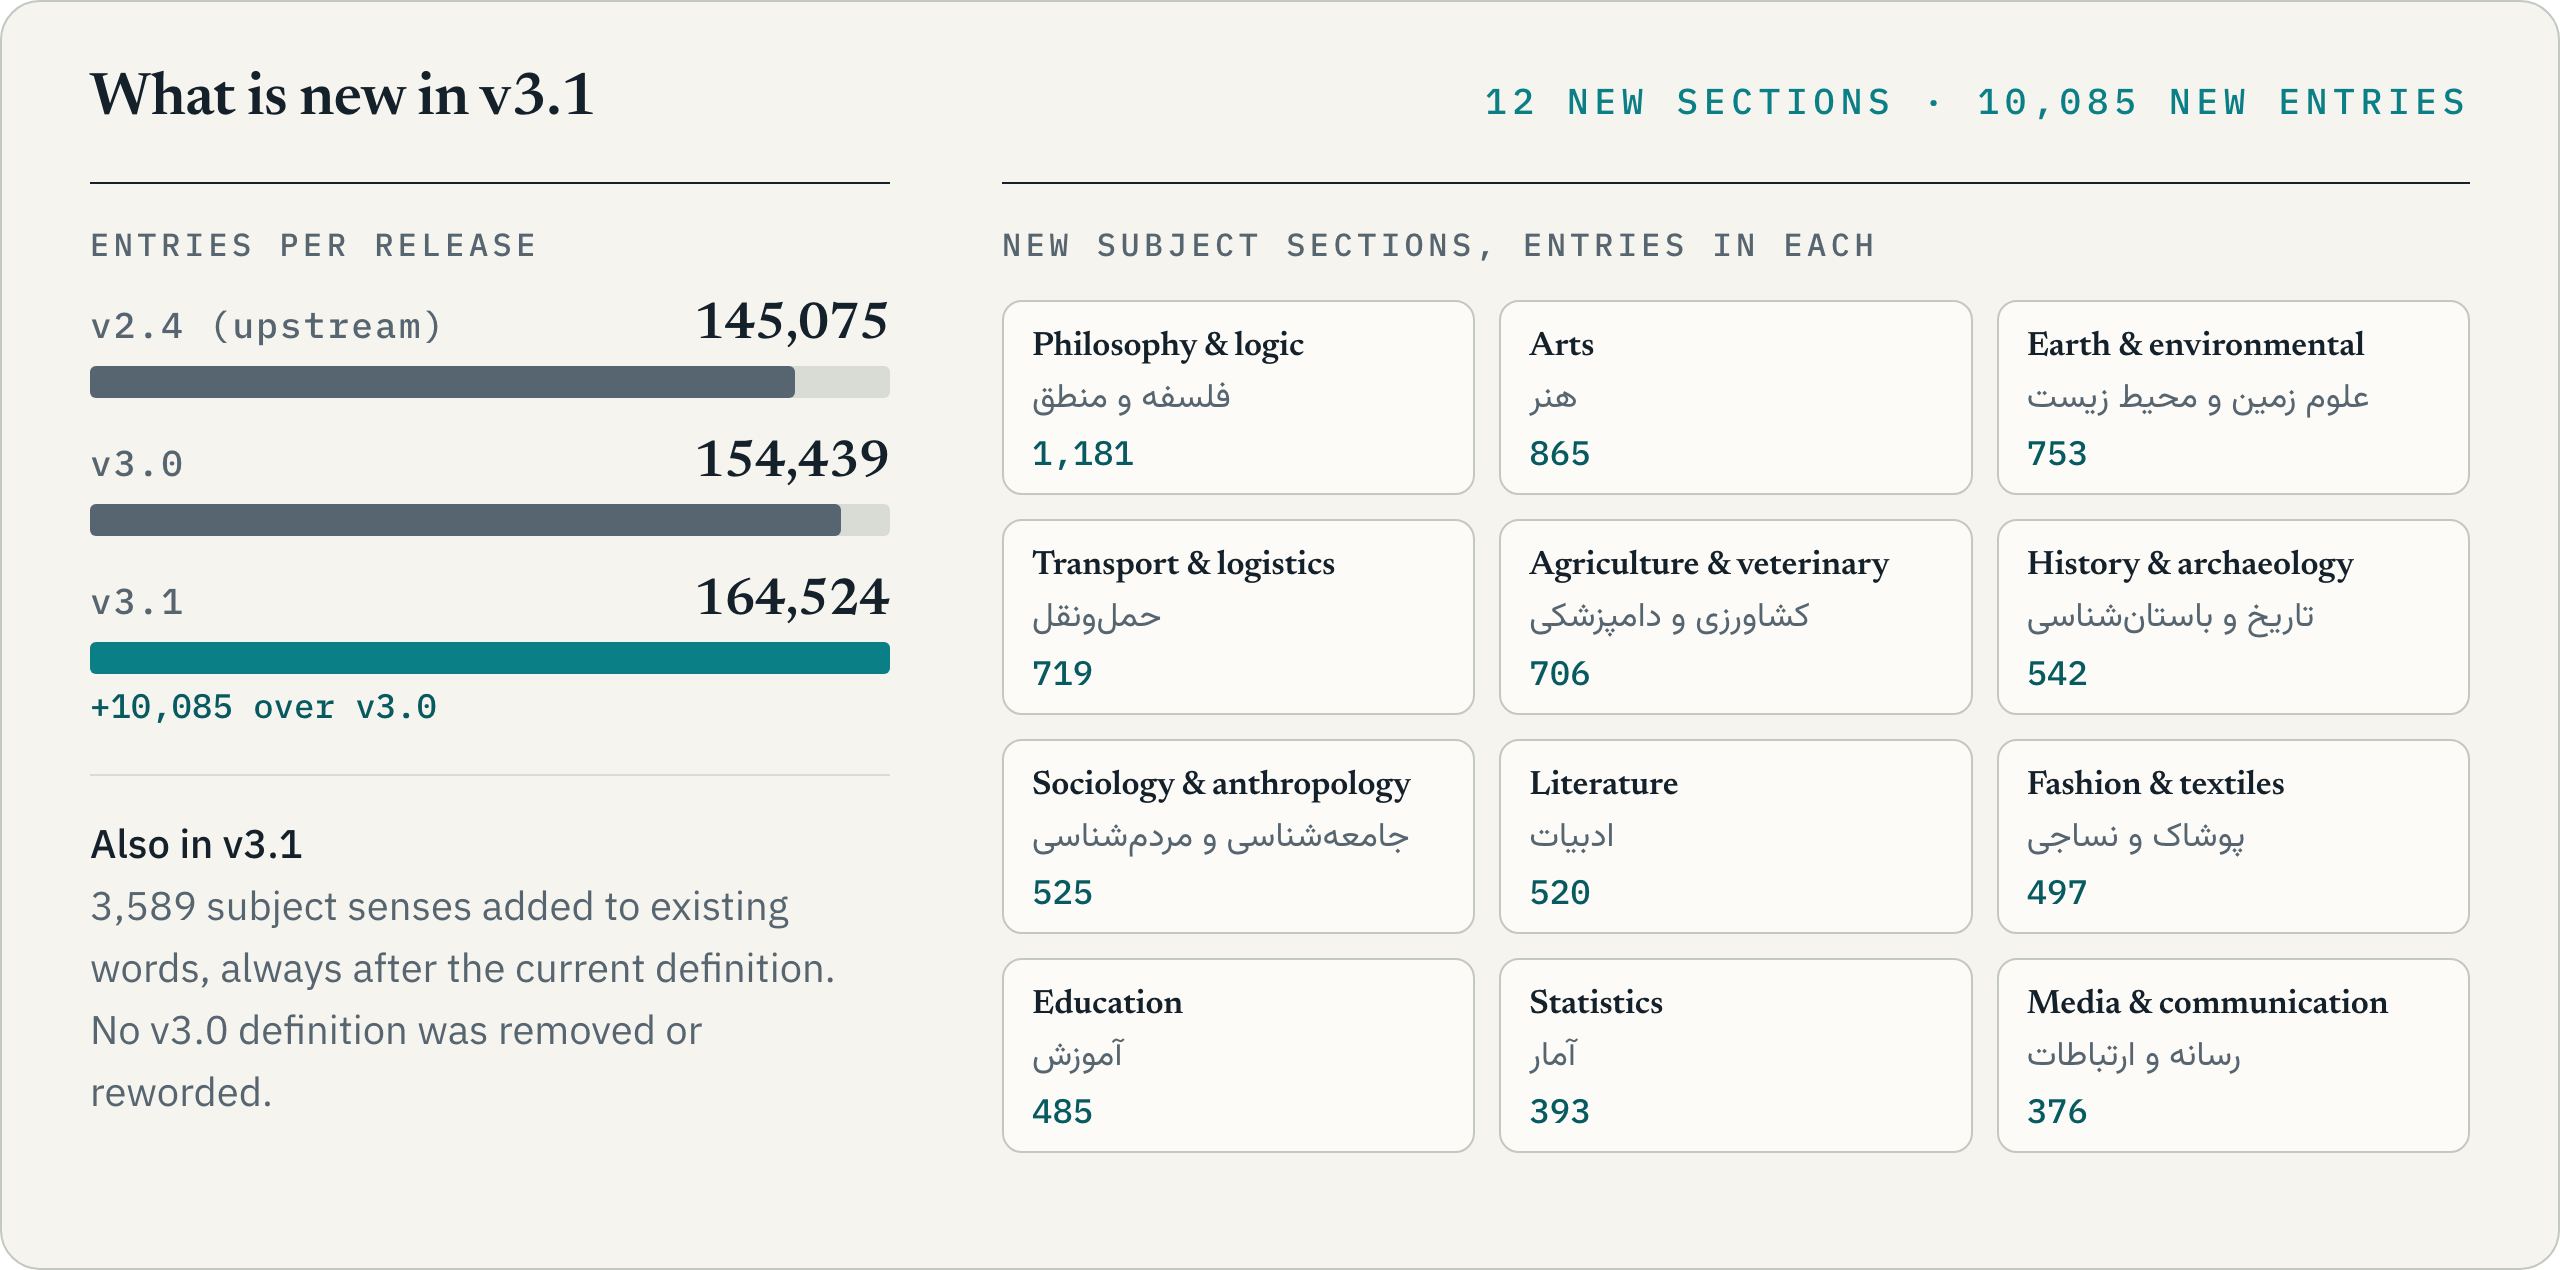 What is new in v3.1
12 NEW SECTIONS · 10,085 NEW ENTRIES
ENTRIES PER RELEASE
v2.4 (upstream) 145,075
v3.0 154,439
v3.1 164,524
+10,085 over v3.0
Also in v3.1
3,589 subject senses added to existing
words, always after the current definition.
No v3.0 definition was removed or
reworded.
NEW SUBJECT SECTIONS, ENTRIES IN EACH
Philosophy & logic
فلسفه و منطق
1,181
Arts
هنر
865
Earth & environmental
علوم زمین و محیط زیست
753
Transport & logistics
حمل‌ونقل
719
Agriculture & veterinary
کشاورزی و دامپزشکی
706
History & archaeology
تاریخ و باستان‌شناسی
542
Sociology & anthropology
جامعه‌شناسی و مردم‌شناسی
525
Literature
ادبیات
520
Fashion & textiles
پوشاک و نساجی
497
Education
آموزش
485
Statistics
آمار
393
Media & communication
رسانه و ارتباطات
376